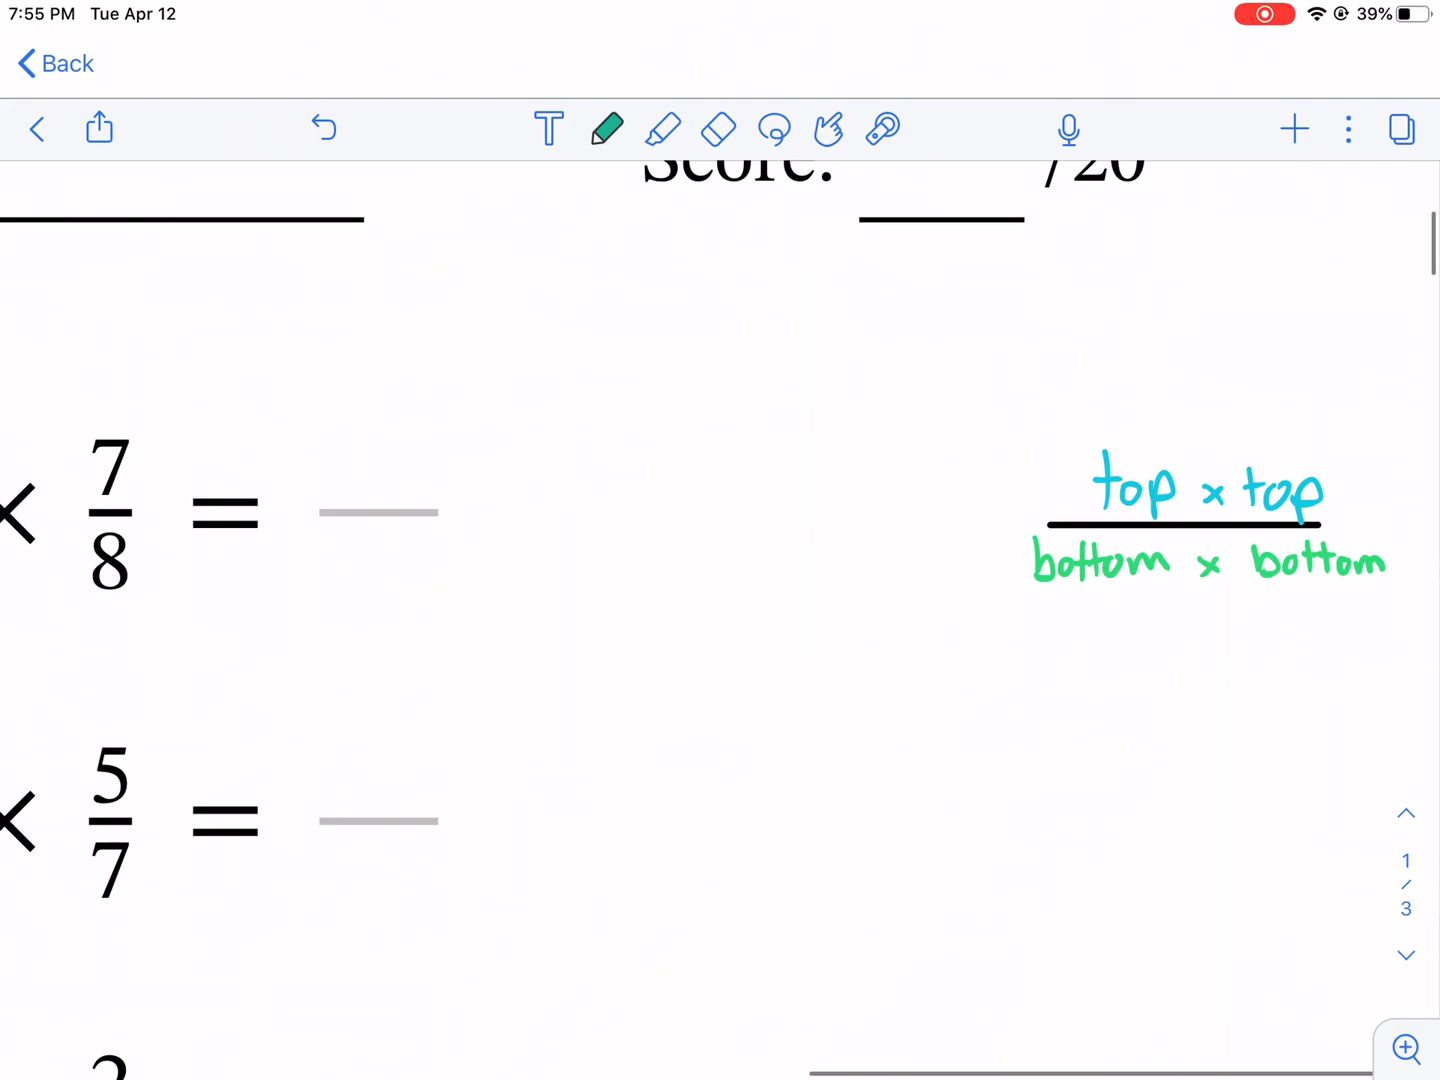 7:55 PM Tue Apr 12
39%
Back
T
Score: /20
× 7/8 =
top × top
bottom × bottom
× 5/7 =
1
/
3